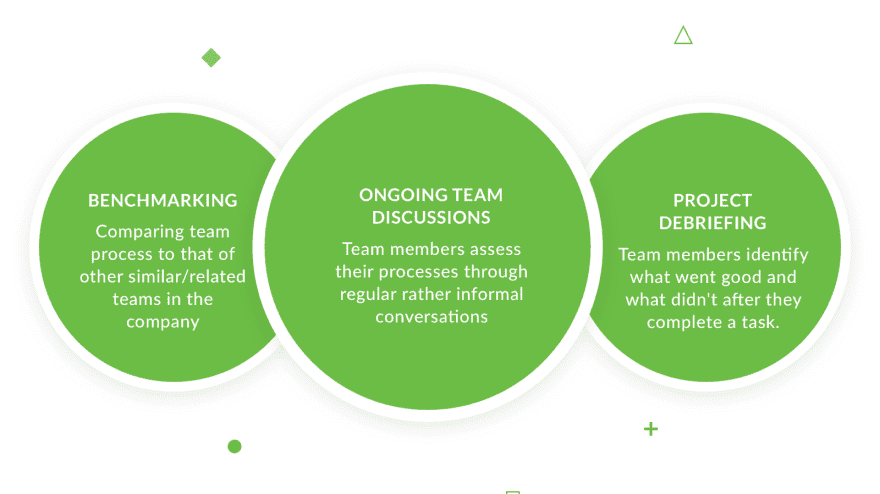 BENCHMARKING
Comparing team
process to that of
other similar/related
teams in the
company
ONGOING TEAM
DISCUSSIONS
Team members assess
their processes through
regular rather informal
conversations
PROJECT
DEBRIEFING
Team members identify
what went good and
what didn't after they
complete a task.